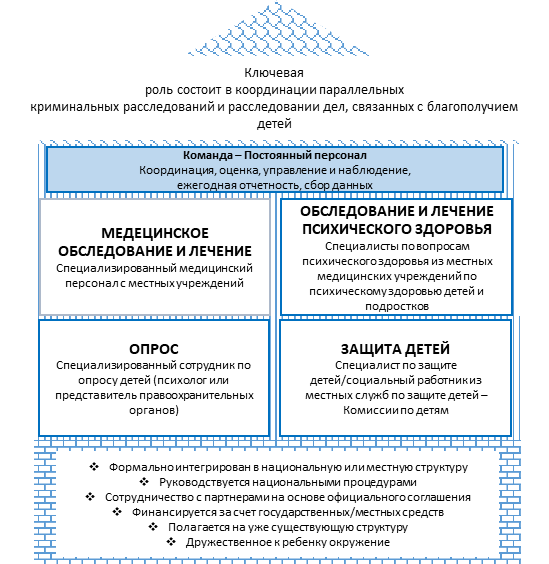 Ключевая
роль состоит в координации параллельных
криминальных расследований и расследовании дел, связанных с благополучием
детей
Команда – Постоянный персонал
Координация, оценка, управление и наблюдение,
ежегодная отчетность, сбор данных
МЕДЕЦИНСКОЕ
ОБСЛЕДОВАНИЕ И ЛЕЧЕНИЕ
Специализированный медицинский
персонал с местных учреждений
ОБСЛЕДОВАНИЕ И ЛЕЧЕНИЕ
ПСИХИЧЕСКОГО ЗДОРОВЬЯ
Специалисты по вопросам
психического здоровья из местных
медицинских учреждений по
психическому здоровью детей и
подростков
ОПРОС
Специализированный сотрудник по
опросу детей (психолог или
представитель правоохранительных
органов)
ЗАЩИТА ДЕТЕЙ
Специалист по защите
детей/социальный работник из
местных служб по защите детей –
Комиссии по детям
❖ Формально интегрирован в национальную или местную структуру
❖ Руководствуется национальными процедурами
❖ Сотрудничество с партнерами на основе официального соглашения
❖ Финансируется за счет государственных/местных средств
❖ Полагается на уже существующую структуру
❖ Дружественное к ребенку окружение